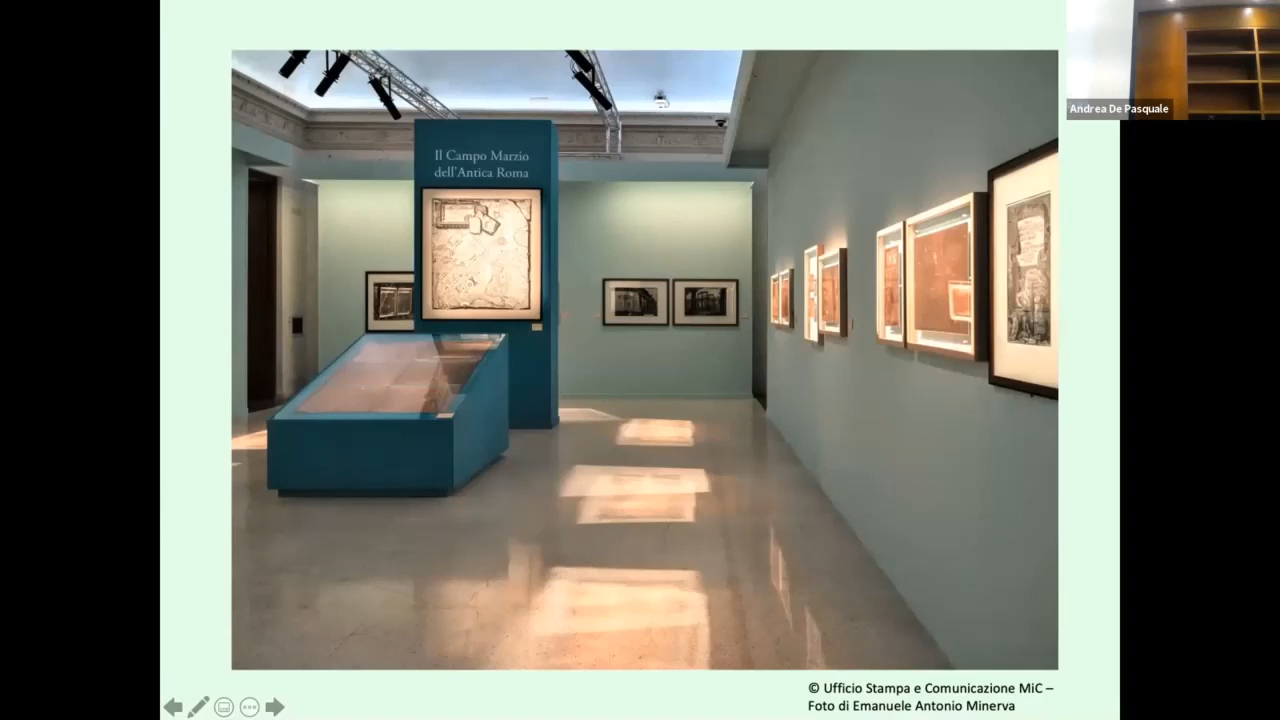 Andrea De Pasquale
Il Campo Marzio
dell'Antica Roma
© Ufficio Stampa e Comunicazione MiC –
Foto di Emanuele Antonio Minerva